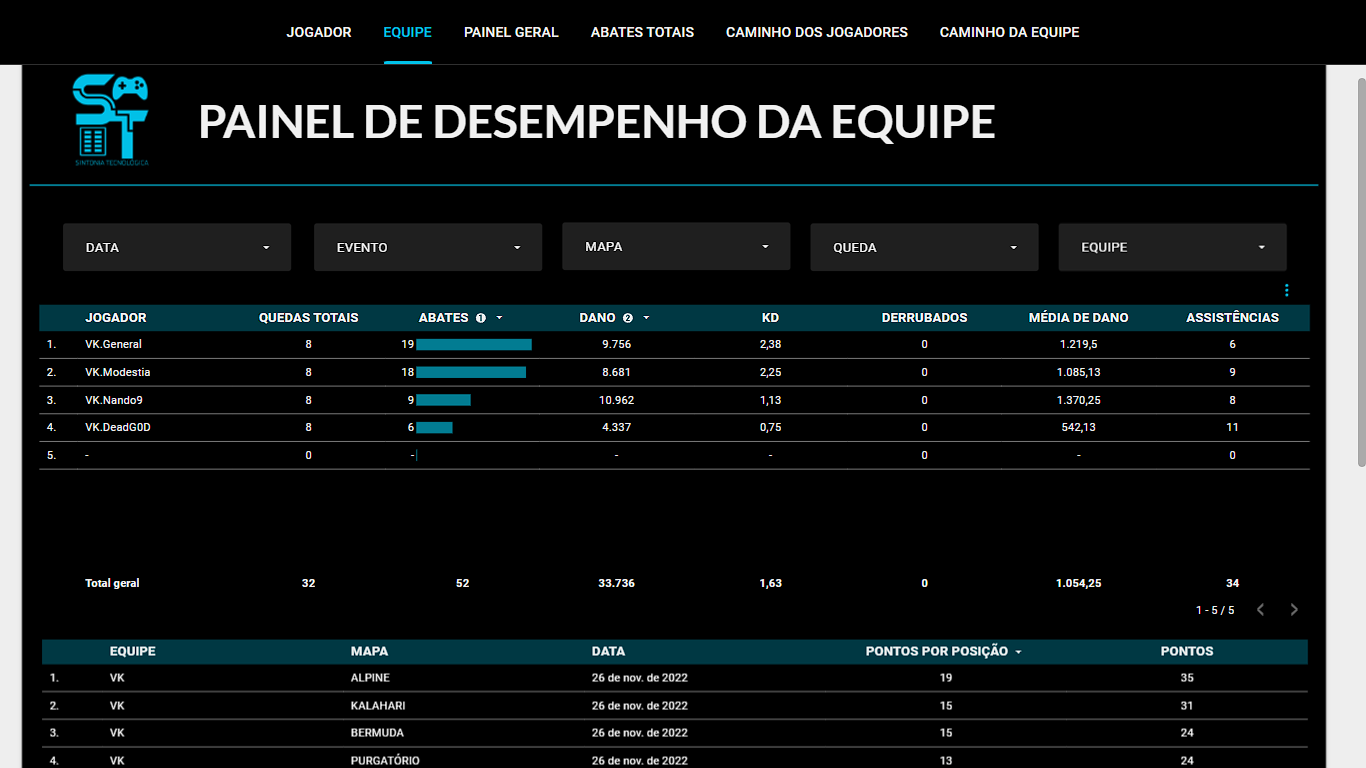 JOGADOR EQUIPE PAINEL GERAL ABATES TOTAIS CAMINHO DOS JOGADORES CAMINHO DA EQUIPE
SINTONIA TECNOLÓGICA
PAINEL DE DESEMPENHO DA EQUIPE
DATA EVENTO MAPA QUEDA EQUIPE
JOGADOR QUEDAS TOTAIS ABATES 1 DANO 2 KD DERRUBADOS MÉDIA DE DANO ASSISTÊNCIAS
1. VK.General 8 19 9.756 2,38 0 1.219,5 6
2. VK.Modestia 8 18 8.681 2,25 0 1.085,13 9
3. VK.Nando9 8 9 10.962 1,13 0 1.370,25 8
4. VK.DeadG0D 8 6 4.337 0,75 0 542,13 11
5. - 0 - - - 0 - 0
Total geral 32 52 33.736 1,63 0 1.054,25 34
1 - 5 / 5
EQUIPE MAPA DATA PONTOS POR POSIÇÃO PONTOS
1. VK ALPINE 26 de nov. de 2022 19 35
2. VK KALAHARI 26 de nov. de 2022 15 31
3. VK BERMUDA 26 de nov. de 2022 15 24
4. VK PURGATÓRIO 26 de nov. de 2022 13 24